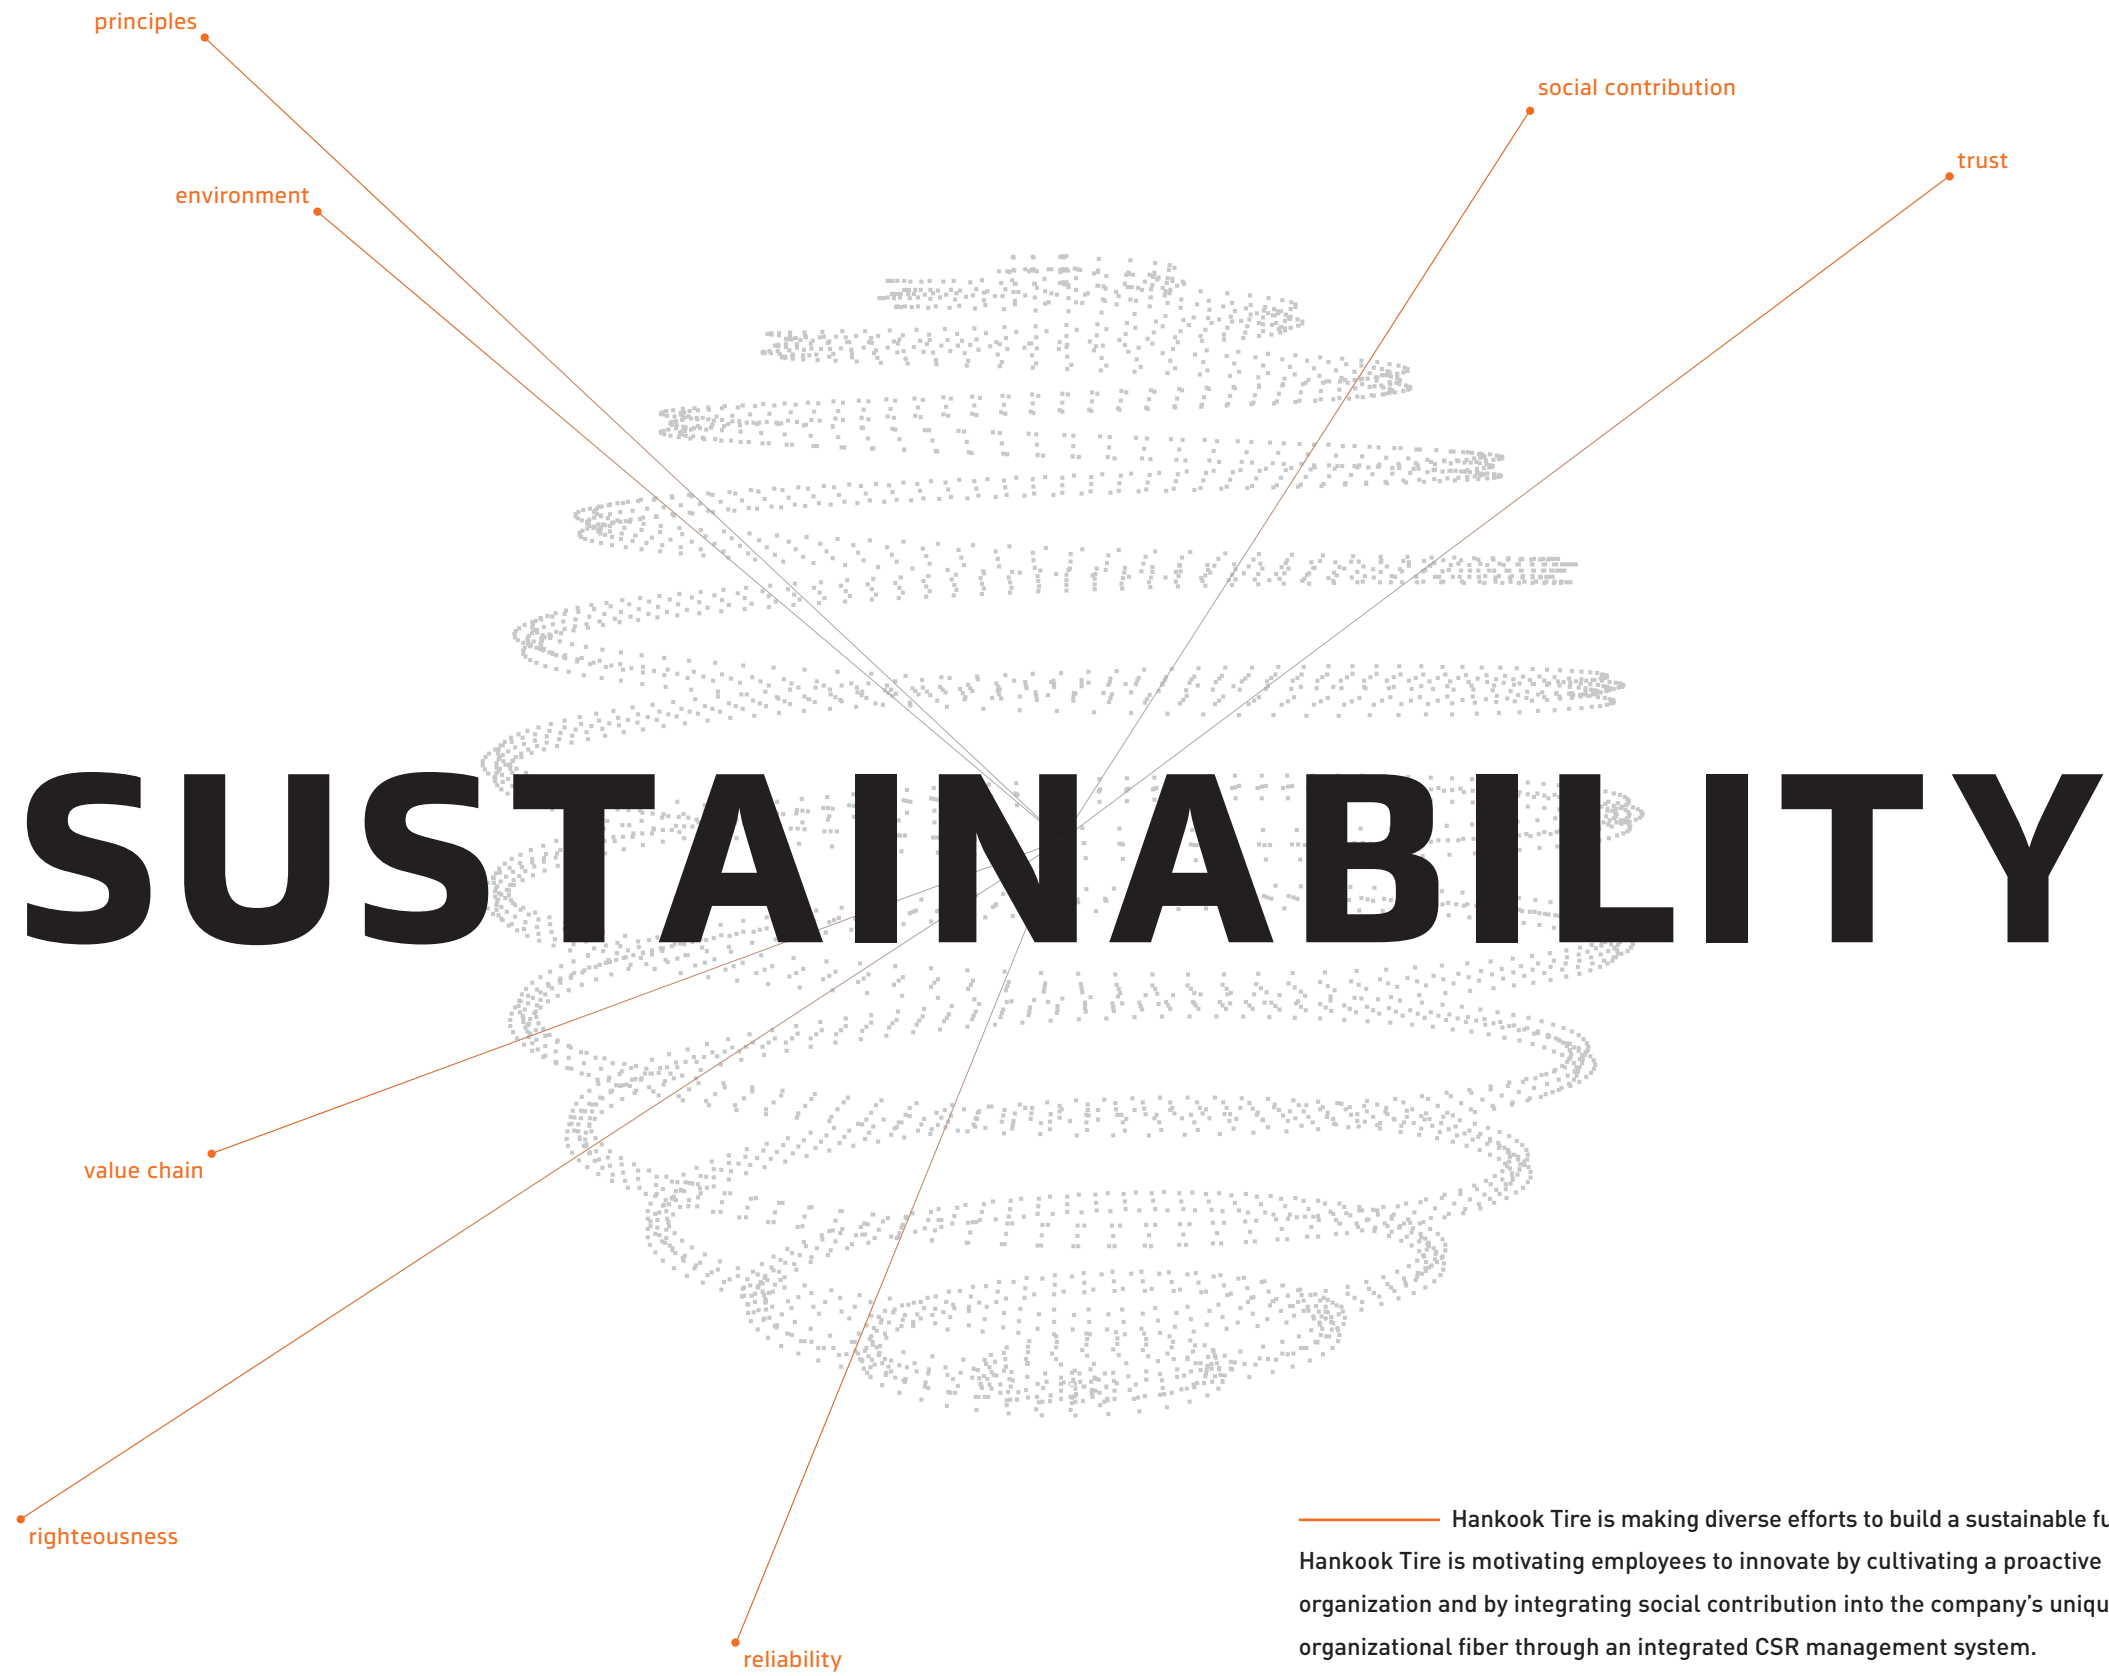 principles
social contribution
trust
environment
SUSTAINABILITY
value chain
righteousness
Hankook Tire is making diverse efforts to build a sustainable
Hankook Tire is motivating employees to innovate by cultivating a proactive
organization and by integrating social contribution into the company’s
organizational fiber through an integrated CSR management system.
reliability